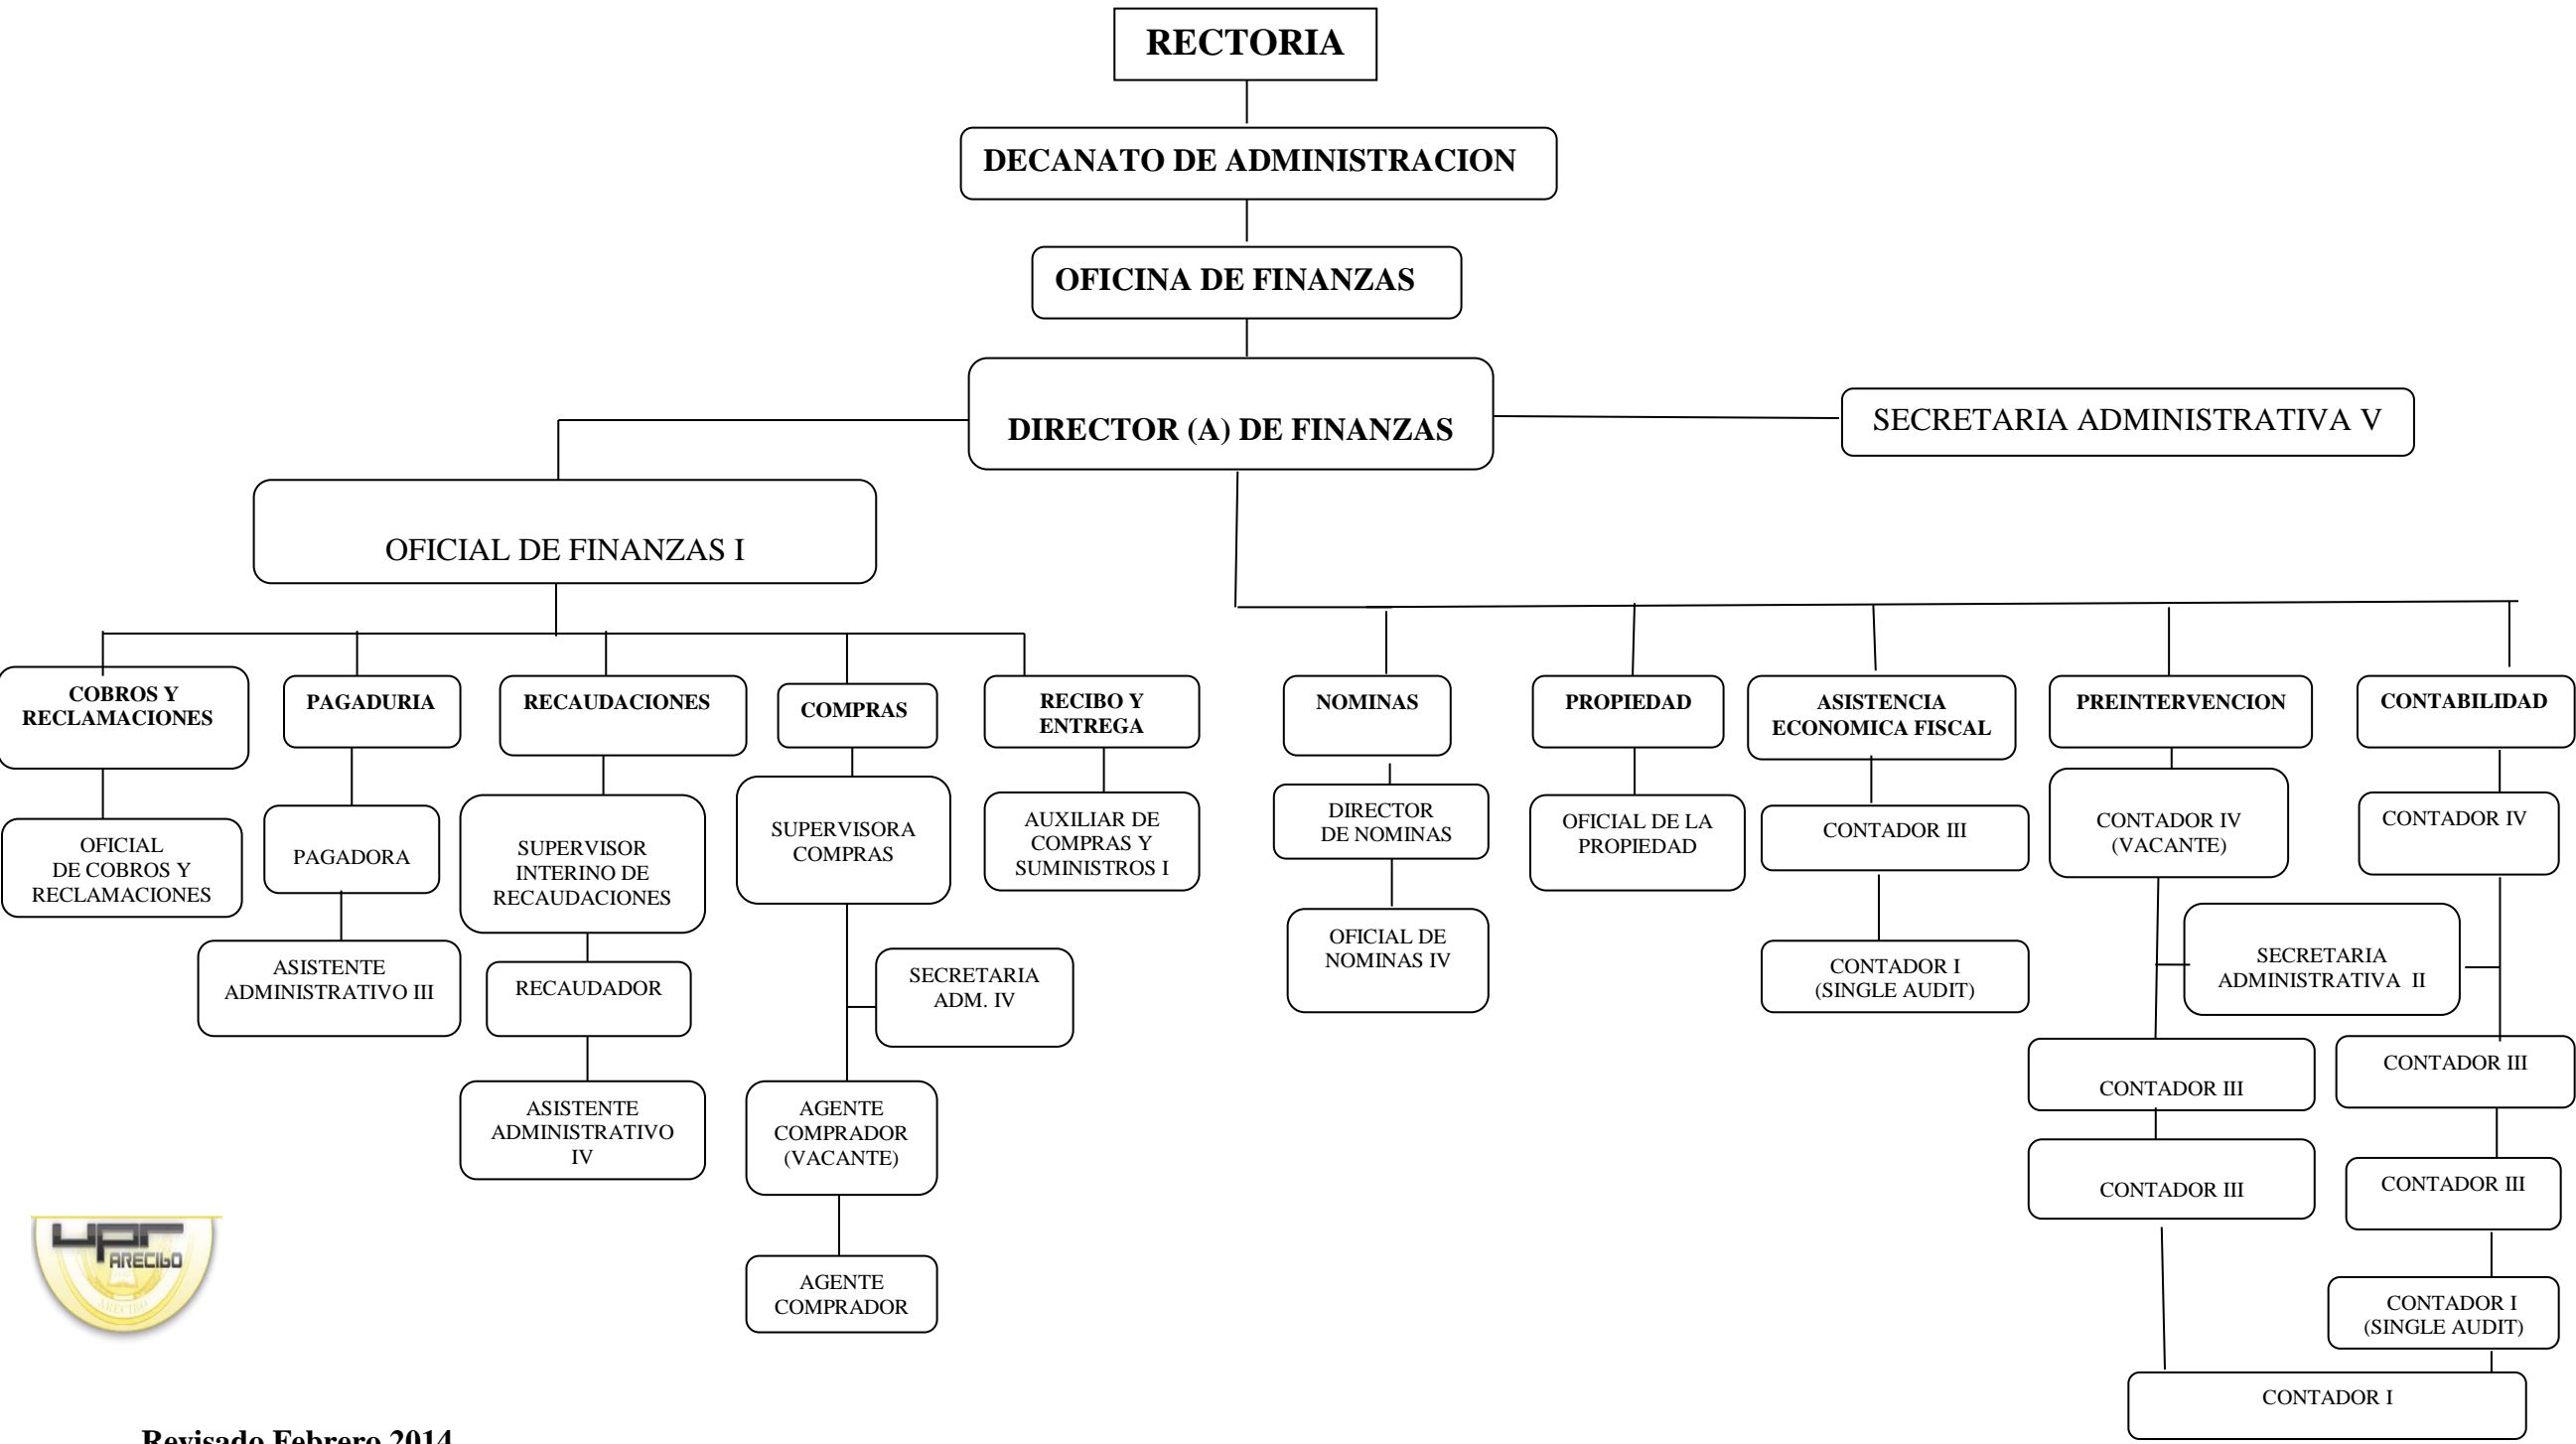 RECTORIA
DECANATO DE ADMINISTRACION
OFICINA DE FINANZAS
DIRECTOR (A) DE FINANZAS
SECRETARIA ADMINISTRATIVA V
OFICIAL DE FINANZAS I
COBROS Y
RECLAMACIONES
PAGADURIA
RECAUDACIONES
COMPRAS
RECIBO Y
ENTREGA
NOMINAS
PROPIEDAD
ASISTENCIA
ECONOMICA FISCAL
PREINTERVENCION
CONTABILIDAD
OFICIAL
DE COBROS Y
RECLAMACIONES
PAGADORA
SUPERVISOR
INTERINO DE
RECAUDACIONES
SUPERVISORA
COMPRAS
AUXILIAR DE
COMPRAS Y
SUMINISTROS I
DIRECTOR
DE NOMINAS
OFICIAL DE LA
PROPIEDAD
CONTADOR III
CONTADOR IV
(VACANTE)
CONTADOR IV
ASISTENTE
ADMINISTRATIVO III
RECAUDADOR
SECRETARIA
ADM. IV
OFICIAL DE
NOMINAS IV
CONTADOR I
(SINGLE AUDIT)
SECRETARIA
ADMINISTRATIVA II
ASISTENTE
ADMINISTRATIVO
IV
AGENTE
COMPRADOR
(VACANTE)
CONTADOR III
CONTADOR III
CONTADOR III
CONTADOR III
AGENTE
COMPRADOR
CONTADOR I
(SINGLE AUDIT)
CONTADOR I
upr
ARECIBO
ARECIBO
Revisado Febrero 2014